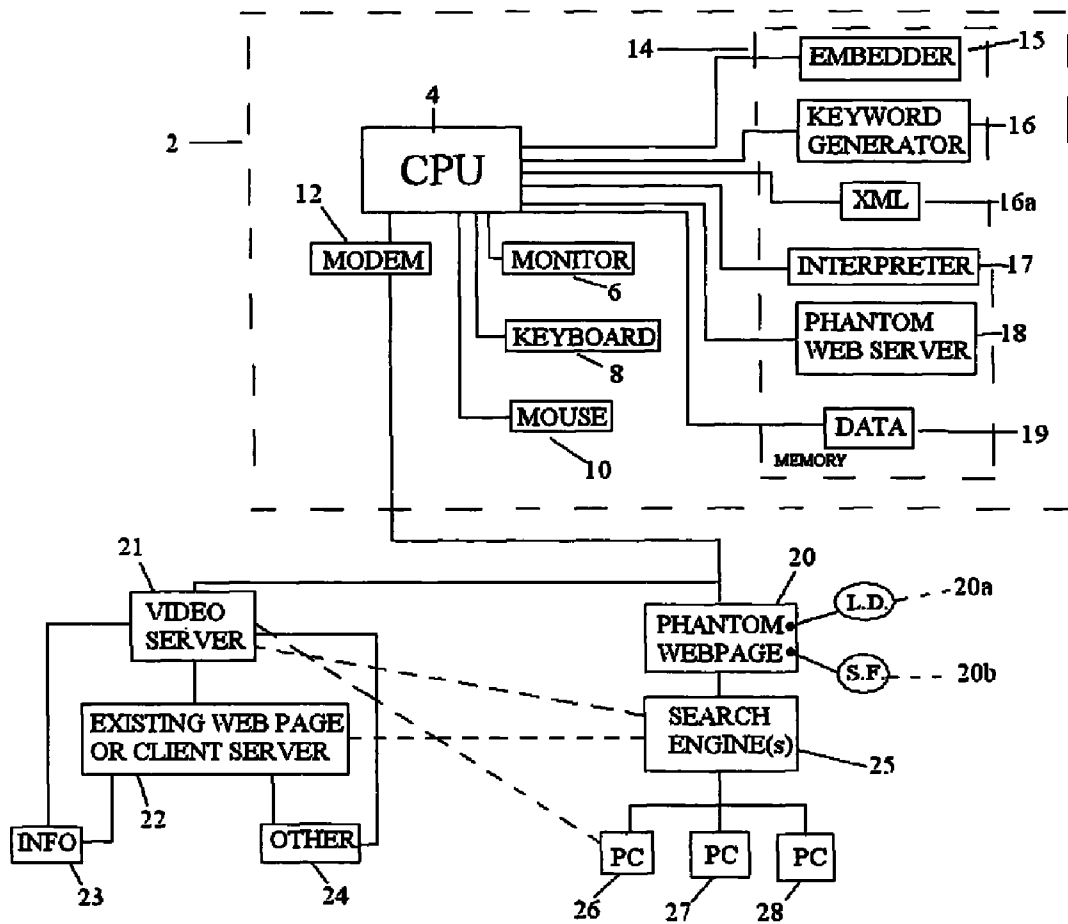 14
EMBEDDER
15
4
2
CPU
KEYWORD
GENERATOR
16
12
XML
16a
MODEM
MONITOR
6
INTERPRETER
17
KEYBOARD
8
PHANTOM
WEB SERVER
18
MOUSE
10
DATA
19
MEMORY
21
VIDEO
SERVER
20
PHANTOM
WEBPAGE
L.D.
20a
S.F.
20b
EXISTING WEB PAGE
OR CLIENT SERVER
22
SEARCH
ENGINE(s)
25
INFO
23
OTHER
24
PC
26
PC
27
PC
28